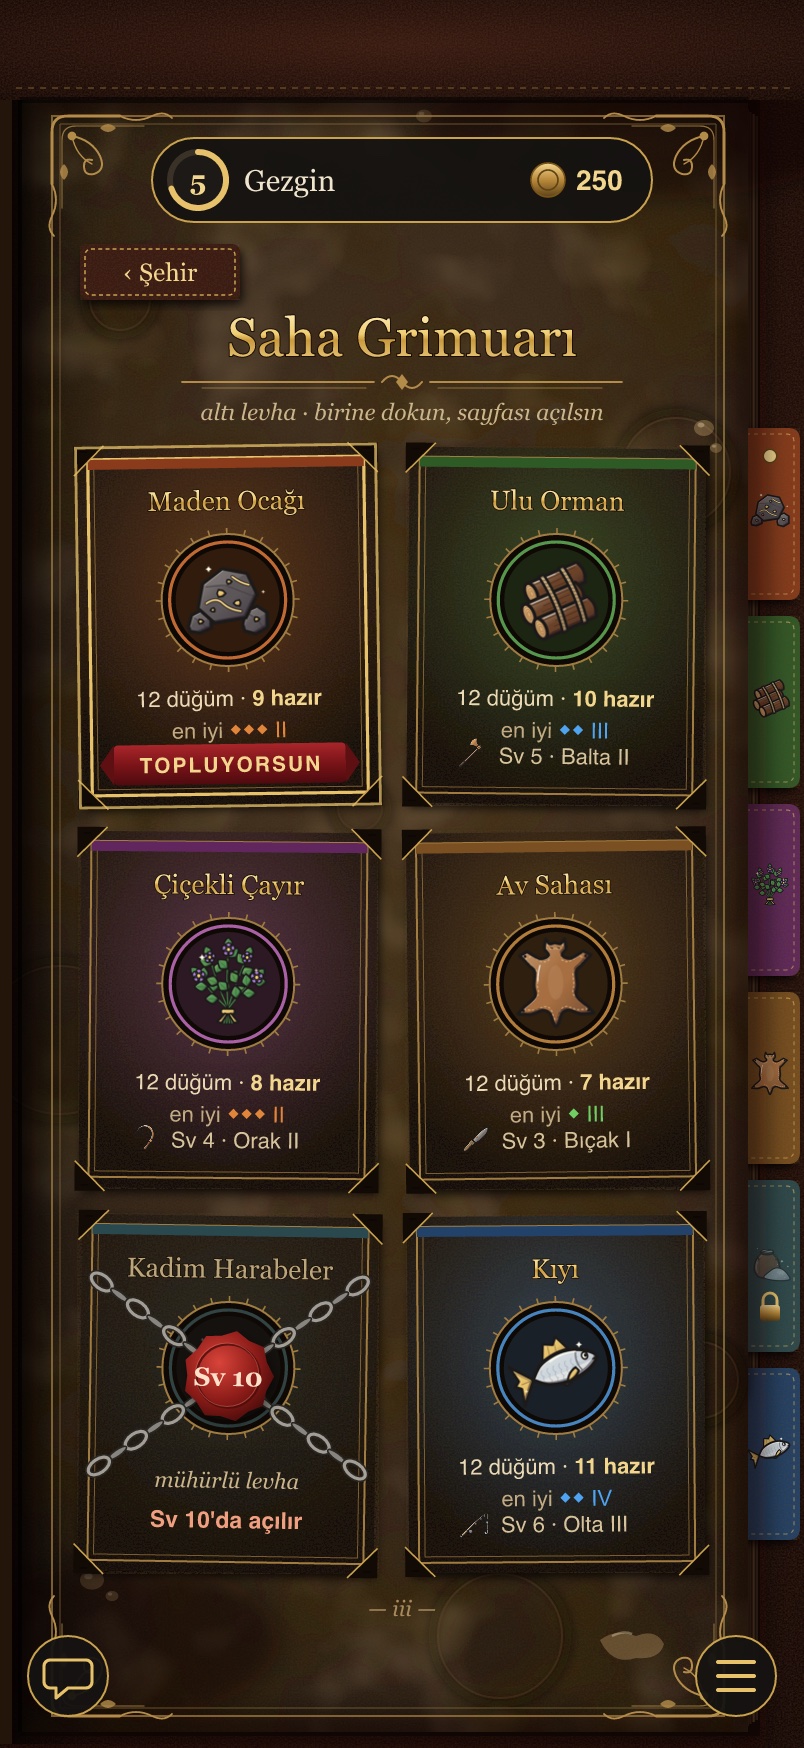 5 Gezgin 250
‹ Şehir
Saha Grimuarı
altı levha · birine dokun, sayfası açılsın
Maden Ocağı
12 düğüm · 9 hazır
en iyi ◆◆◆ II
TOPLUYORSUN
Ulu Orman
12 düğüm · 10 hazır
en iyi ◆◆ III
Sv 5 · Balta II
Çiçekli Çayır
12 düğüm · 8 hazır
en iyi ◆◆◆ II
Sv 4 · Orak II
Av Sahası
12 düğüm · 7 hazır
en iyi ◆ III
Sv 3 · Bıçak I
Kadim Harabeler
Sv 10
mühürlü levha
Sv 10'da açılır
Kıyı
12 düğüm · 11 hazır
en iyi ◆◆ IV
Sv 6 · Olta III
— iii —